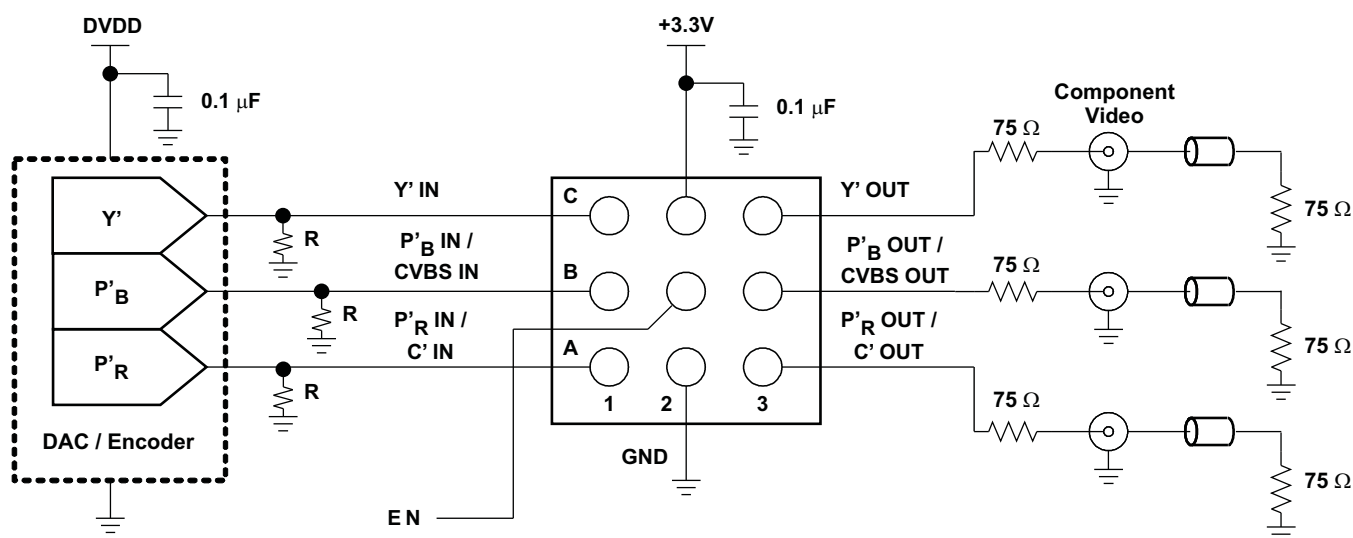 DVDD
+3.3V
0.1 μF
0.1 μF
Component
Video
75 Ω
75 Ω
Y' IN
C
Y' OUT
Y'
R
P'B IN /
CVBS IN
B
P'B OUT /
CVBS OUT
75 Ω
75 Ω
P'B
R
P'R IN /
C' IN
A
P'R OUT /
C' OUT
75 Ω
75 Ω
P'R
R
1 2 3
DAC / Encoder
GND
EN